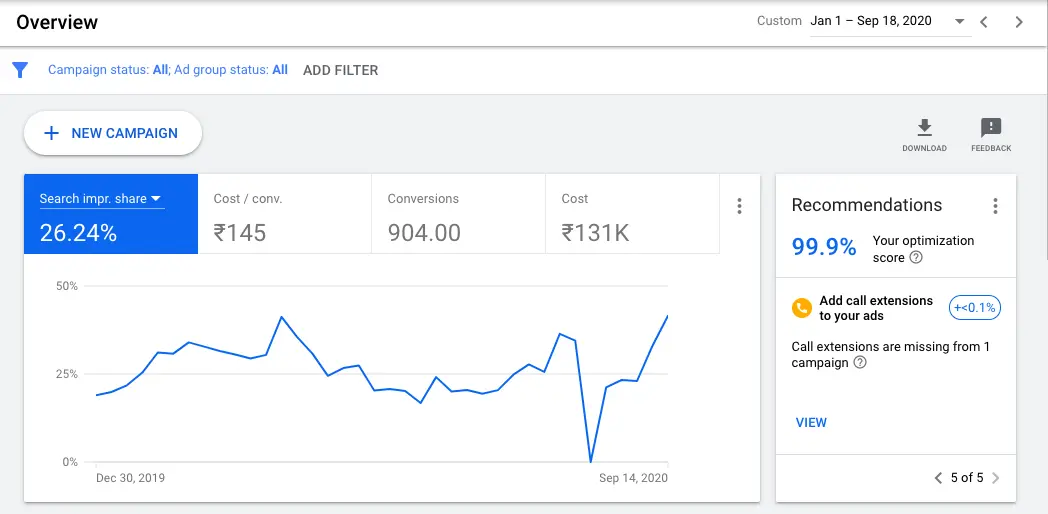 Overview
Custom Jan 1 – Sep 18, 2020
Campaign status: All; Ad group status: All ADD FILTER
NEW CAMPAIGN
DOWNLOAD
FEEDBACK
Search impr. share
26.24%
Cost / conv.
₹145
Conversions
904.00
Cost
₹131K
50%
25%
0%
Dec 30, 2019
Sep 14, 2020
Recommendations
99.9%
Your optimization
score
Add call extensions
to your ads
+<0.1%
Call extensions are missing from 1
campaign
VIEW
5 of 5